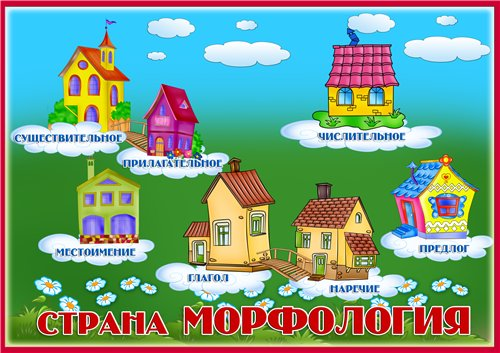 СУЩЕСТВИТЕЛЬНОЕ
ПРИЛАГАТЕЛЬНОЕ
ЧИСЛИТЕЛЬНОЕ
МЕСТОИМЕНИЕ
ГЛАГОЛ
НАРЕЧИЕ
ПРЕДЛОГ
СТРАНА МОРФОЛОГИЯ